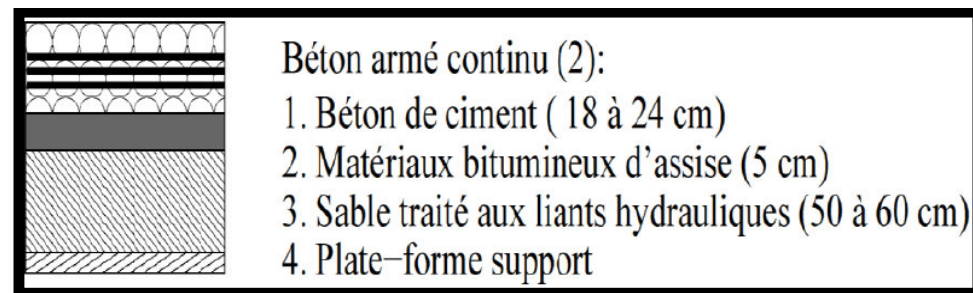 Béton armé continu (2):
1. Béton de ciment ( 18 à 24 cm)
2. Matériaux bitumineux d’assise (5 cm)
3. Sable traité aux liants hydrauliques (50 à 60 cm)
4. Plate−forme support